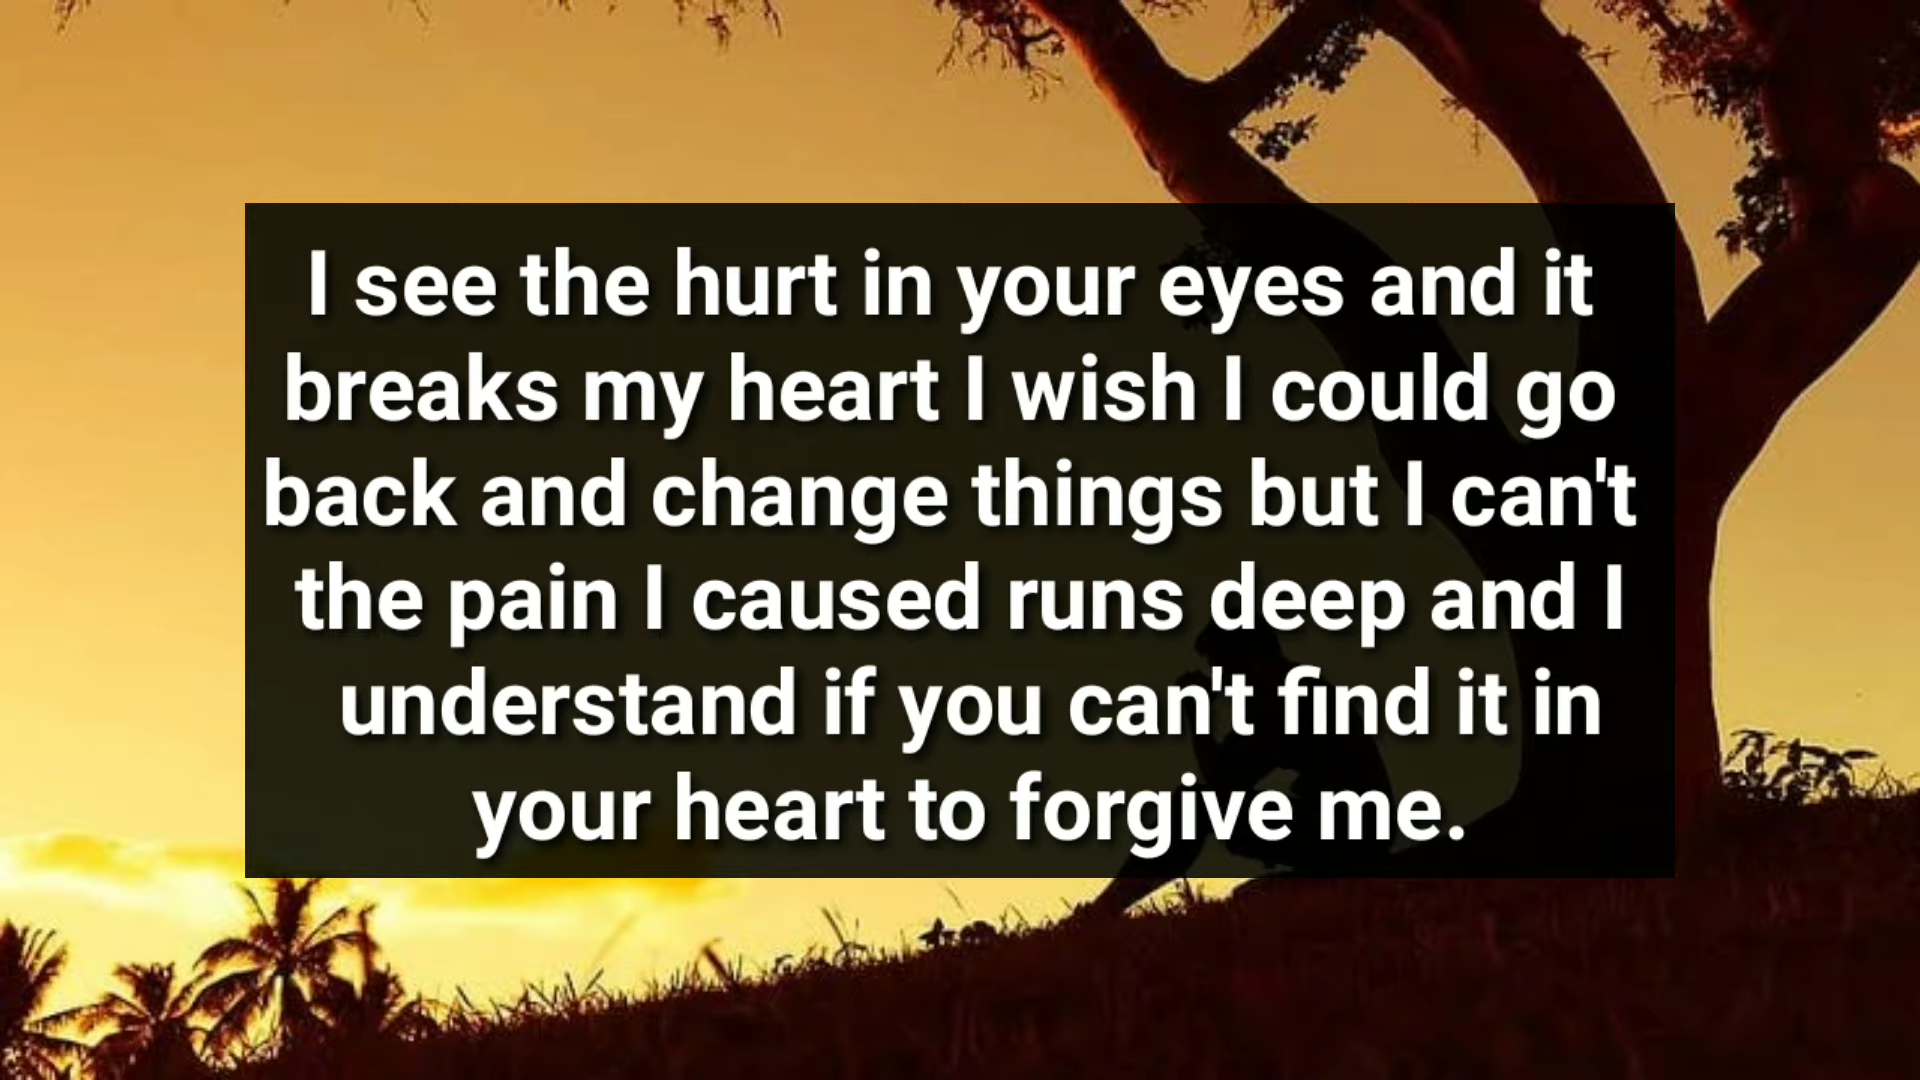 I see the hurt in your eyes and it
breaks my heart I wish I could go
back and change things but I can't
the pain I caused runs deep and I
understand if you can't find it in
your heart to forgive me.